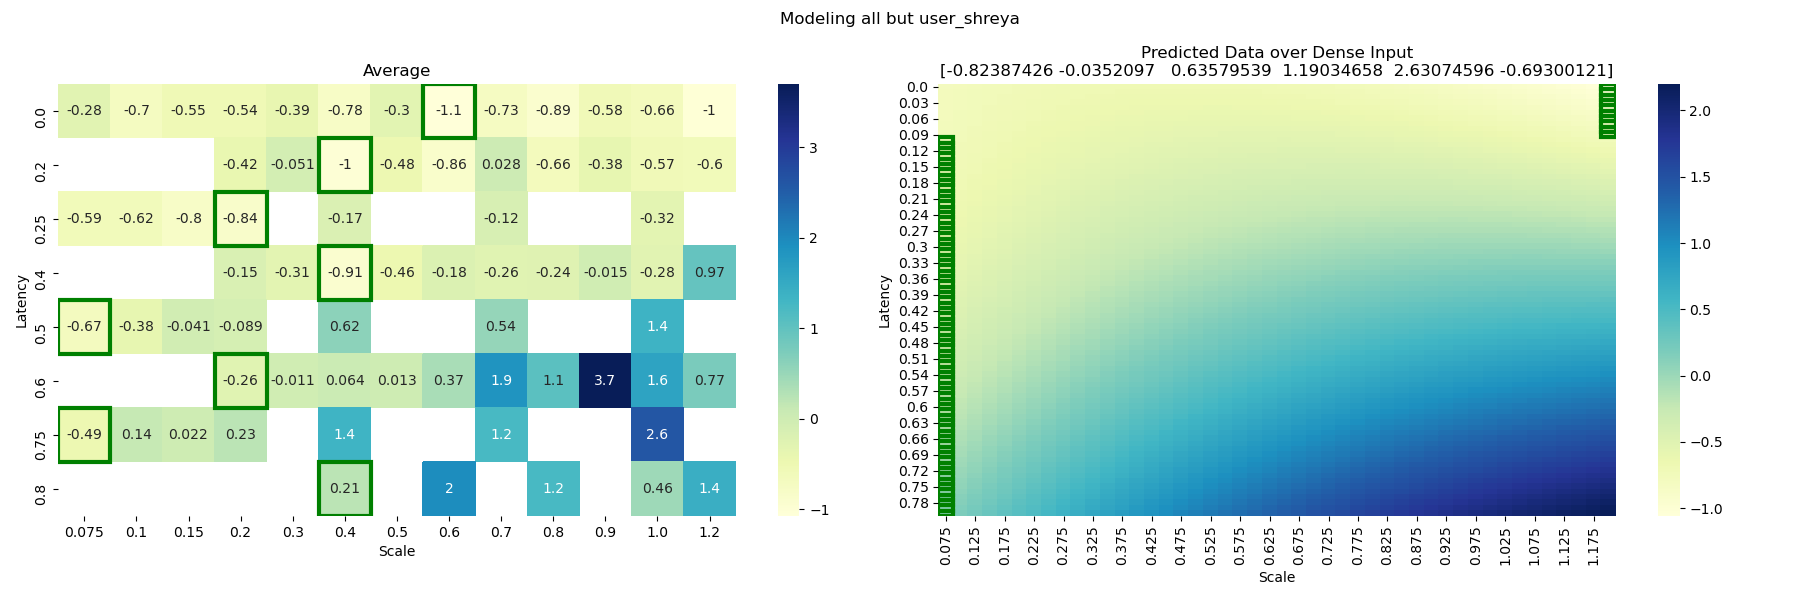 Modeling all but user_shreya
Average
0.0 -0.28 -0.7 -0.55 -0.54 -0.39 -0.78 -0.3 -1.1 -0.73 -0.89 -0.58 -0.66 -1
0.2 -0.42 -0.051 -1 -0.48 -0.86 0.028 -0.66 -0.38 -0.57 -0.6
0.25 -0.59 -0.62 -0.8 -0.84 -0.17 -0.12 -0.32
0.4 -0.15 -0.31 -0.91 -0.46 -0.18 -0.26 -0.24 -0.015 -0.28 0.97
0.5 -0.67 -0.38 -0.041 -0.089 0.62 0.54 1.4
0.6 -0.26 -0.011 0.064 0.013 0.37 1.9 1.1 3.7 1.6 0.77
0.75 -0.49 0.14 0.022 0.23 1.4 1.2 2.6
0.8 0.21 2 1.2 0.46 1.4
0.075 0.1 0.15 0.2 0.3 0.4 0.5 0.6 0.7 0.8 0.9 1.0 1.2
Scale
Latency
3
2
1
0
−1
Predicted Data over Dense Input
[-0.82387426 -0.0352097 0.63579539 1.19034658 2.63074596 -0.69300121]
0.0
0.03
0.06
0.09
0.12
0.15
0.18
0.21
0.24
0.27
0.3
0.33
0.36
0.39
0.42
0.45
0.48
0.51
0.54
0.57
0.6
0.63
0.66
0.69
0.72
0.75
0.78
Latency
0.075 0.125 0.175 0.225 0.275 0.325 0.375 0.425 0.475 0.525 0.575 0.625 0.675 0.725 0.775 0.825 0.875 0.925 0.975 1.025 1.075 1.125 1.175
Scale
2.0
1.5
1.0
0.5
0.0
−0.5
−1.0